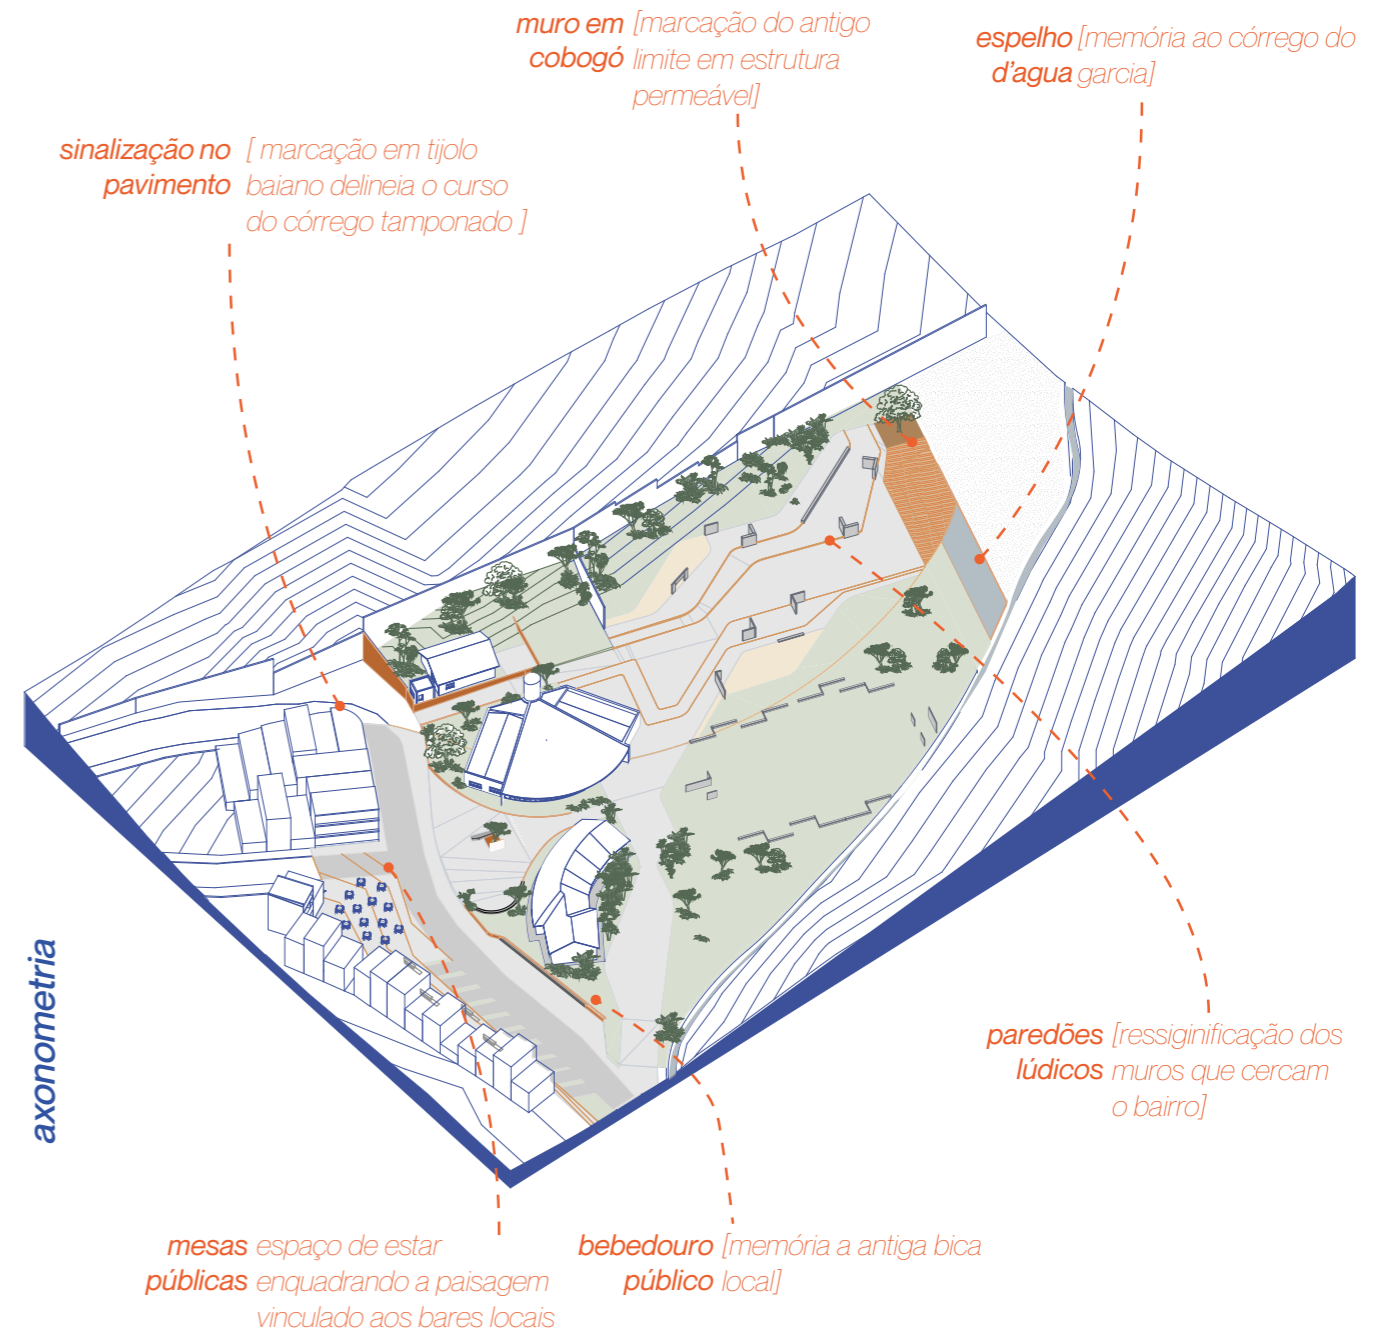 muro em [marcação do antigo
cobogó limite em estrutura
permeável]
espelho [memória ao córrego do
d'agua garcia]
sinalização no [ marcação em tijolo
pavimento baiano delineia o curso
do córrego tamponado ]
axonometria
paredões [ressiginificação dos
lúdicos muros que cercam
o bairro]
mesas espaço de estar
públicas enquadrando a paisagem
vinculado aos bares locais
bebedouro [memória a antiga bica
público local]